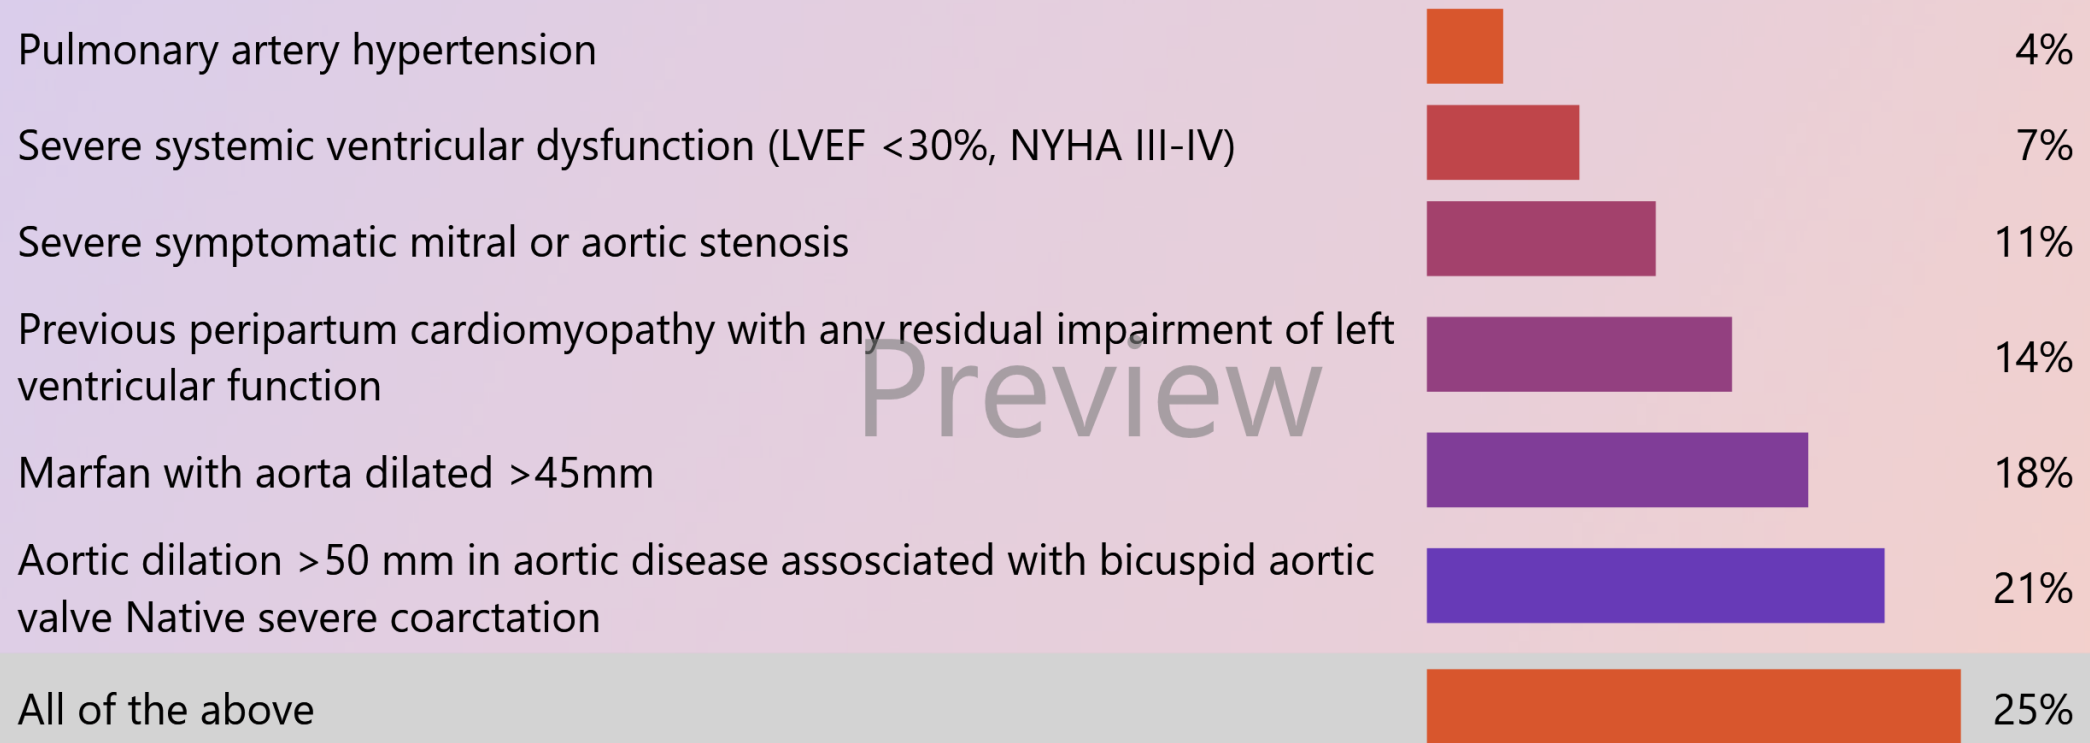 Pulmonary artery hypertension 4%
Severe systemic ventricular dysfunction (LVEF <30%, NYHA III-IV) 7%
Severe symptomatic mitral or aortic stenosis 11%
Previous peripartum cardiomyopathy with any residual impairment of left
ventricular function 14%
Preview
Marfan with aorta dilated >45mm 18%
Aortic dilation >50 mm in aortic disease assosciated with bicuspid aortic
valve Native severe coarctation 21%
All of the above 25%